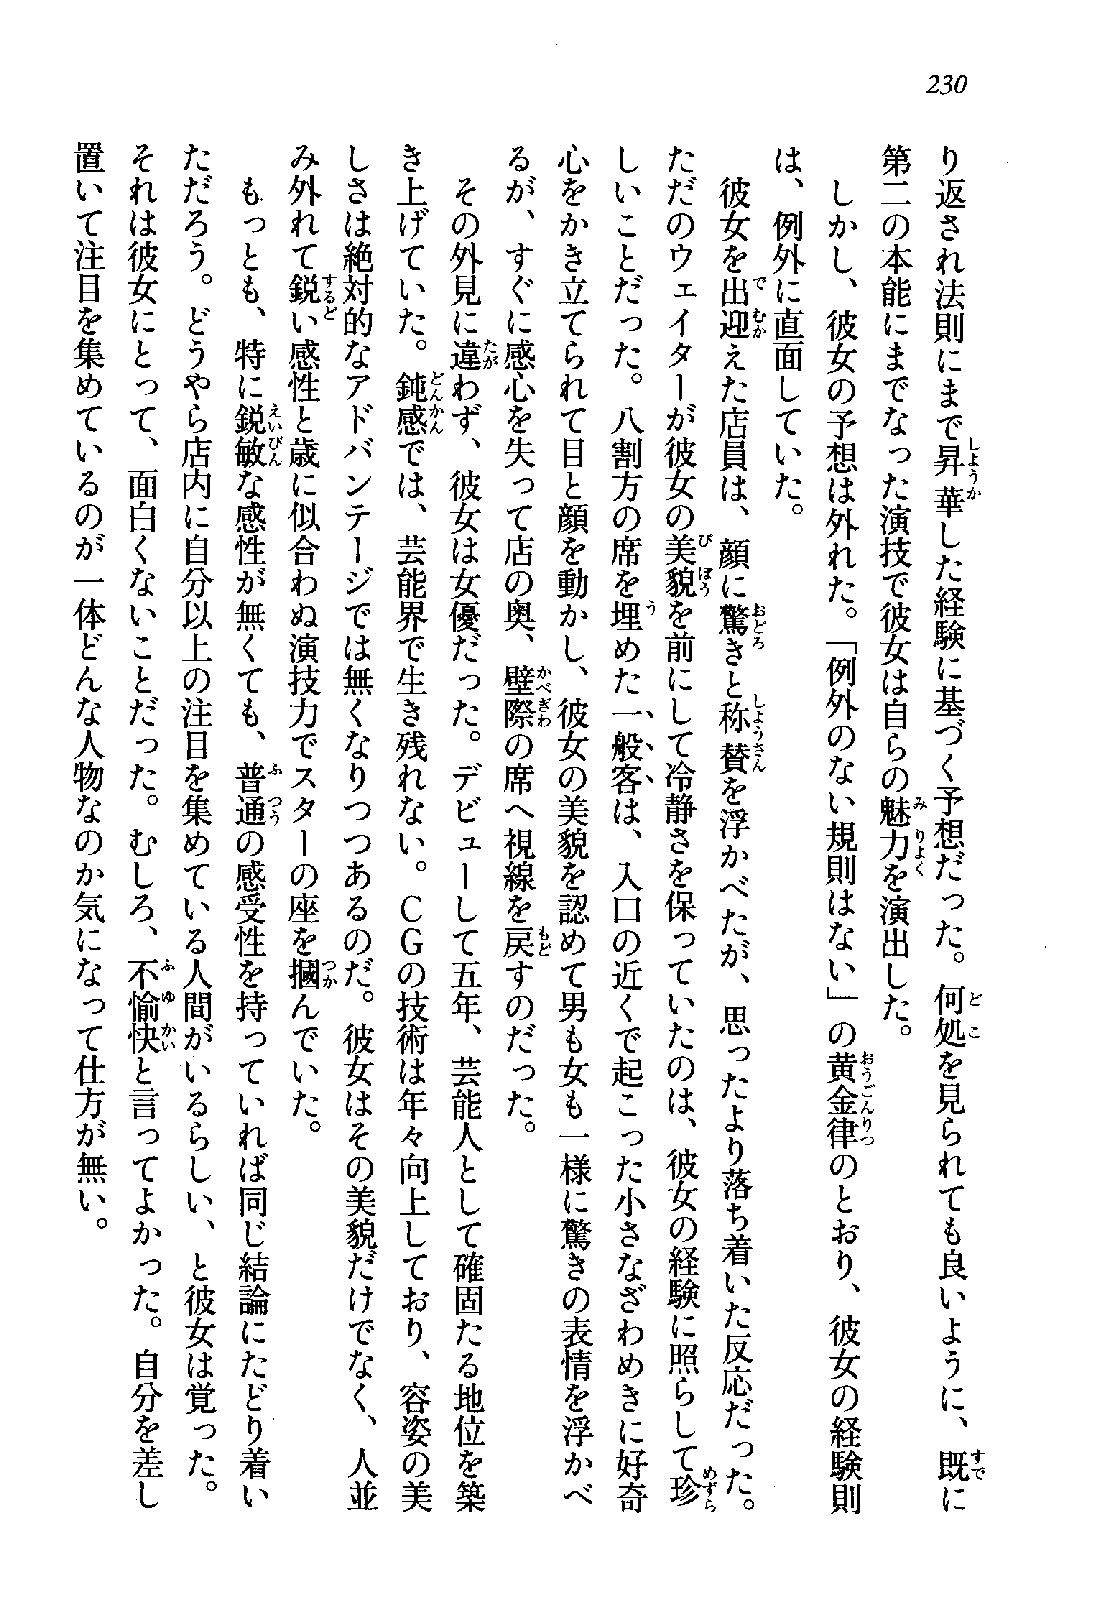 230
り返され法則にまで昇華した経験に基づく予想だった。何処を見られても良いように、既に
第二の本能にまでなった演技で彼女は自らの魅力を演出した。
しかし、彼女の予想は外れた。「例外のない規則はない」の黄金律のとおり、彼女の経験則
は、例外に直面していた。
彼女を出迎えた店員は、顔に驚きと称賛を浮かべたが、思ったより落ち着いた反応だった。
ただのウェイターが彼女の美貌を前にして冷静さを保っていたのは、彼女の経験に照らして珍
しいことだった。八割方の席を埋めた一般客は、入口の近くで起こった小さなざわめきに好奇
心をかき立てられて目と顔を動かし、彼女の美貌を認めて男も女も一様に驚きの表情を浮かべ
るが、すぐに感心を失って店の奥、壁際の席へ視線を戻すのだった。
その外見に違わず、彼女は女優だった。デビューして五年、芸能人として確固たる地位を築
き上げていた。鈍感では、芸能界で生き残れない。CGの技術は年々向上しており、容姿の美
しさは絶対的なアドバンテージでは無くなりつつあるのだ。彼女はその美貌だけでなく、人並
み外れて鋭い感性と歳に似合わぬ演技力でスターの座を摑んでいた。
もっとも、特に鋭敏な感性が無くても、普通の感受性を持っていれば同じ結論にたどり着い
ただろう。どうやら店内に自分以上の注目を集めている人間がいるらしい、と彼女は覚った。
それは彼女にとって、面白くないことだった。むしろ、不愉快と言ってよかった。自分を差し
置いて注目を集めているのが一体どんな人物なのか気になって仕方が無い。